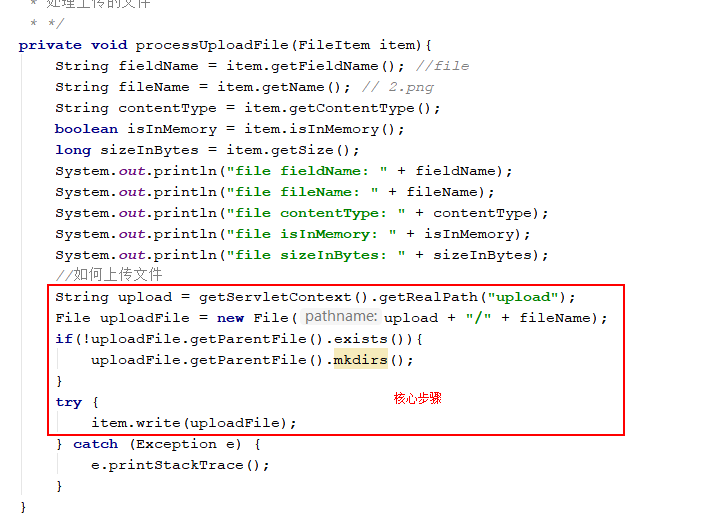 * 处理上传的文件
* */
private void processUploadFile(FileItem item){
String fieldName = item.getFieldName(); //file
String fileName = item.getName(); // 2.png
String contentType = item.getContentType();
boolean isInMemory = item.isInMemory();
long sizeInBytes = item.getSize();
System.out.println("file fieldName: " + fieldName);
System.out.println("file fileName: " + fileName);
System.out.println("file contentType: " + contentType);
System.out.println("file isInMemory: " + isInMemory);
System.out.println("file sizeInBytes: " + sizeInBytes);
//如何上传文件
String upload = getServletContext().getRealPath("upload");
File uploadFile = new File( pathname: upload + "/" + fileName);
if(!uploadFile.getParentFile().exists()){
uploadFile.getParentFile().mkdirs();
}
try {
核心步骤
item.write(uploadFile);
} catch (Exception e) {
e.printStackTrace();
}
}